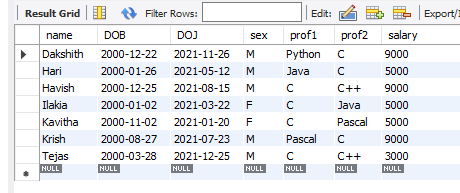 Result Grid Filter Rows: Edit: Export/I
name DOB DOJ sex prof1 prof2 salary
Dakshith 2000-12-22 2021-11-26 M Python C 9000
Hari 2000-01-26 2021-05-12 M Java C 5000
Havish 2000-12-25 2021-08-15 M C C++ 9000
Ilakia 2000-01-02 2021-03-22 F C Java 5000
Kavitha 2000-11-02 2021-01-20 F C Pascal 5000
Krish 2000-08-27 2021-07-23 M Pascal C 9000
Tejas 2000-03-28 2021-12-25 M C C++ 3000
NULL NULL NULL NULL NULL NULL NULL